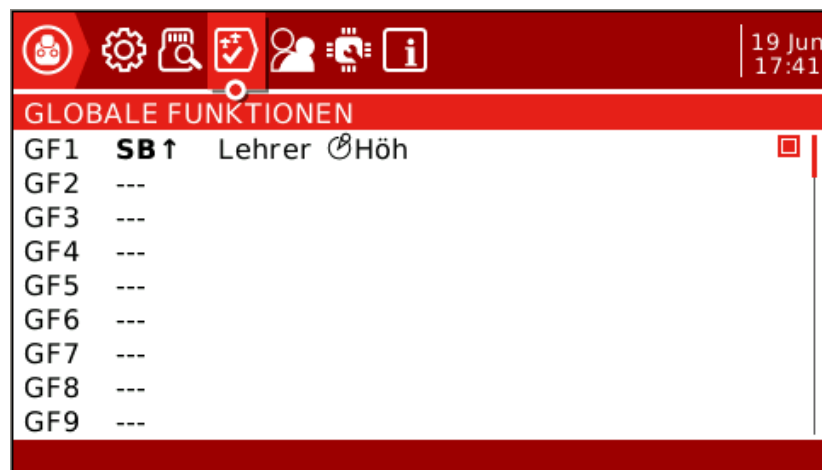 19 Jun
17:41
GLOBALE FUNKTIONEN
GF1 SB↑ Lehrer Höh
GF2 ---
GF3 ---
GF4 ---
GF5 ---
GF6 ---
GF7 ---
GF8 ---
GF9 ---